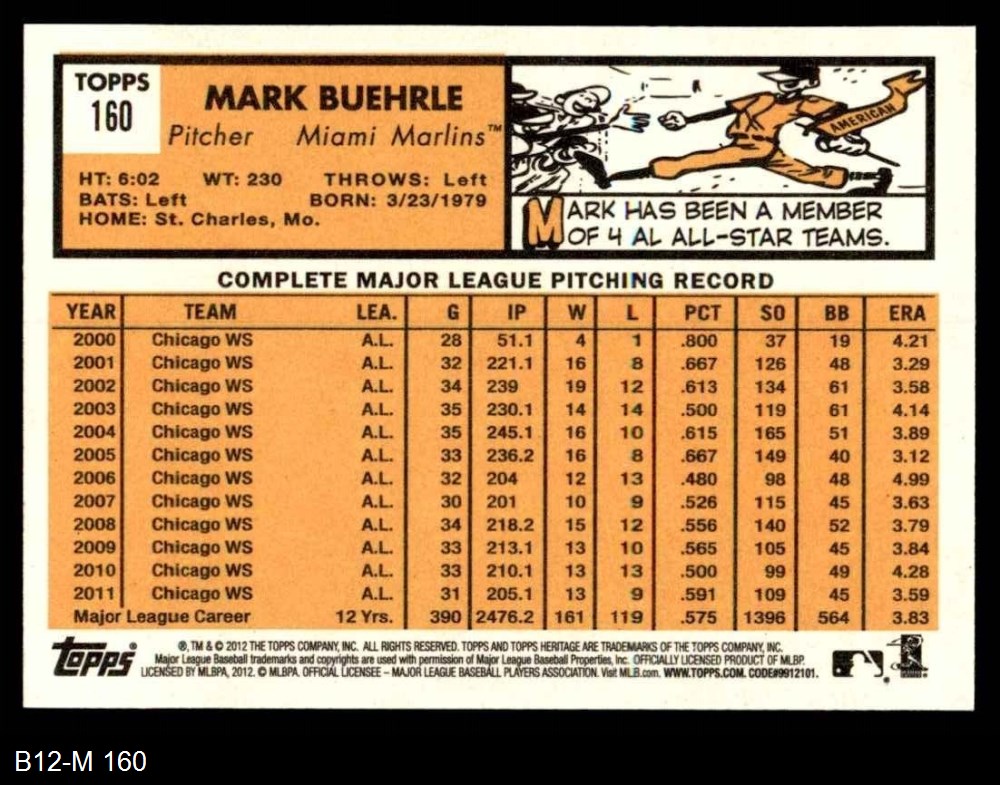 TOPPS
160
MARK BUEHRLE
Pitcher Miami Marlins™
HT: 6:02 WT: 230 THROWS: Left
BATS: Left BORN: 3/23/1979
HOME: St. Charles, Mo.
AMERICAN
MARK HAS BEEN A MEMBER
OF 4 AL ALL-STAR TEAMS.
COMPLETE MAJOR LEAGUE PITCHING RECORD
YEAR TEAM LEA. G IP W L PCT SO BB ERA
2000 Chicago WS A.L. 28 51.1 4 1 .800 37 19 4.21
2001 Chicago WS A.L. 32 221.1 16 8 .667 126 48 3.29
2002 Chicago WS A.L. 34 239 19 12 .613 134 61 3.58
2003 Chicago WS A.L. 35 230.1 14 14 .500 119 61 4.14
2004 Chicago WS A.L. 35 245.1 16 10 .615 165 51 3.89
2005 Chicago WS A.L. 33 236.2 16 8 .667 149 40 3.12
2006 Chicago WS A.L. 32 204 12 13 .480 98 48 4.99
2007 Chicago WS A.L. 30 201 10 9 .526 115 45 3.63
2008 Chicago WS A.L. 34 218.2 15 12 .556 140 52 3.79
2009 Chicago WS A.L. 33 213.1 13 10 .565 105 45 3.84
2010 Chicago WS A.L. 33 210.1 13 13 .500 99 49 4.28
2011 Chicago WS A.L. 31 205.1 13 9 .591 109 45 3.59
Major League Career 12 Yrs. 390 2476.2 161 119 .575 1396 564 3.83
topps®
®, TM & © 2012 THE TOPPS COMPANY, INC. ALL RIGHTS RESERVED. TOPPS AND TOPPS HERITAGE ARE TRADEMARKS OF THE TOPPS COMPANY, INC.
Major League Baseball trademarks and copyrights are used with permission of Major League Baseball Properties, Inc. OFFICIALLY LICENSED PRODUCT OF MLBP.
LICENSED BY MLBPA, 2012. © MLBPA. OFFICIAL LICENSEE – MAJOR LEAGUE BASEBALL PLAYERS ASSOCIATION. Visit MLB.com. WWW.TOPPS.COM. CODE#9912101.
B12-M 160